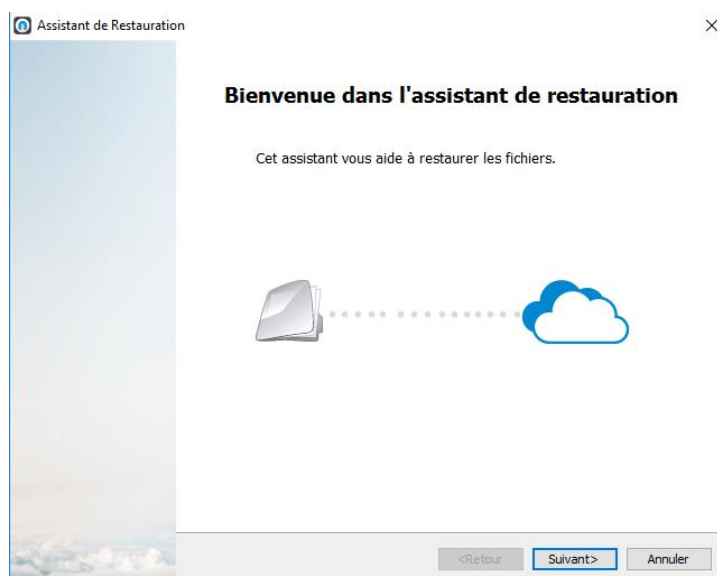 Assistant de Restauration
Bienvenue dans l'assistant de restauration
Cet assistant vous aide à restaurer les fichiers.
<Retour Suivant> Annuler